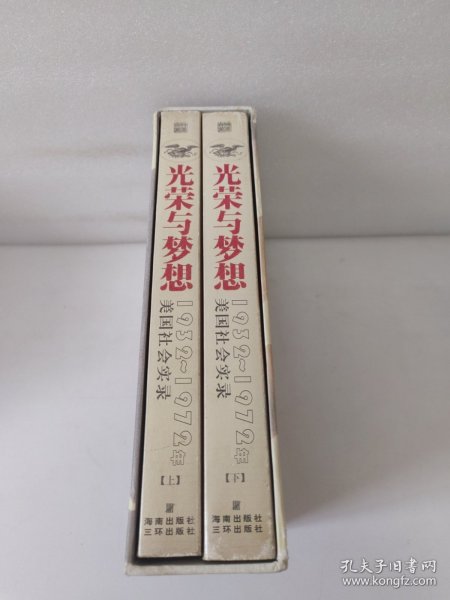 光荣与梦想
1932~1972年
美国社会实录
【上】
海南出版社
三环出版社
光荣与梦想
1932~1972年
美国社会实录
【下】
海南出版社
三环出版社
孔夫子旧书网
www.kongfz.com